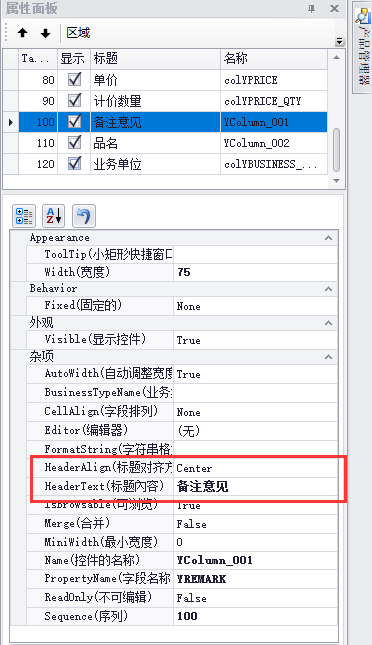 属性面板
区域
Ta... 显示 标题 名称
80 单价 colYPRICE
90 计价数量 colYPRICE_QTY
100 备注意见 YColumn_001
110 品名 YColumn_002
120 业务单位 colYBUSINESS_...
Appearance
ToolTip(小矩形快捷窗口
Width(宽度) 75
Behavior
Fixed(固定的) None
外观
Visible(显示控件) True
杂项
AutoWidth(自动调整宽度 True
BusinessTypeName(业务
CellAlign(字段排列) None
Editor(编辑器) (无)
FormatString(字符串格
HeaderAlign(标题对齐方 Center
HeaderText(标题内容) 备注意见
IsBrowsable(可浏览) True
Merge(合并) False
MiniWidth(最小宽度) 0
Name(控件的名称) YColumn_001
PropertyName(字段名称 YREMARK
ReadOnly(不可编辑) False
Sequence(序列) 100